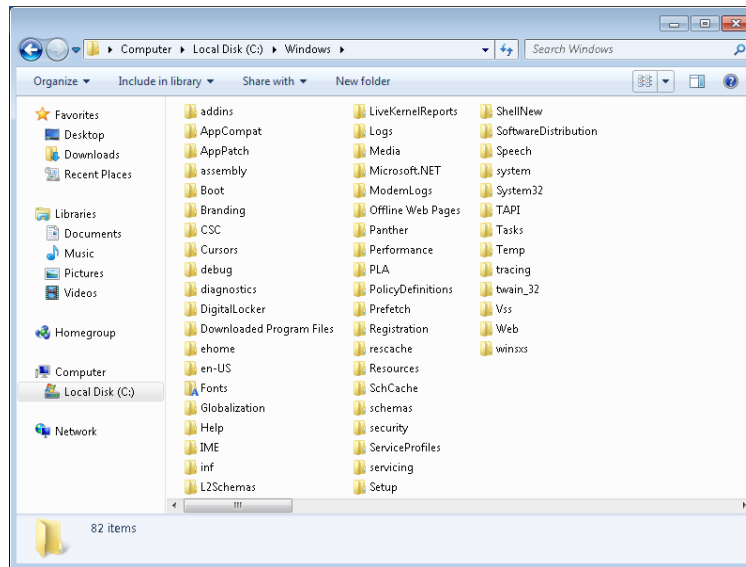 Computer ▸ Local Disk (C:) ▸ Windows ▸
Search Windows
Organize
Include in library
Share with
New folder
Favorites
Desktop
Downloads
Recent Places
Libraries
Documents
Music
Pictures
Videos
Homegroup
Computer
Local Disk (C:)
Network
addins
AppCompat
AppPatch
assembly
Boot
Branding
CSC
Cursors
debug
diagnostics
DigitalLocker
Downloaded Program Files
ehome
en-US
Fonts
Globalization
Help
IME
inf
L2Schemas
LiveKernelReports
Logs
Media
Microsoft.NET
ModemLogs
Offline Web Pages
Panther
Performance
PLA
PolicyDefinitions
Prefetch
Registration
rescache
Resources
SchCache
schemas
security
ServiceProfiles
servicing
Setup
ShellNew
SoftwareDistribution
Speech
system
System32
TAPI
Tasks
Temp
tracing
twain_32
Vss
Web
winsxs
82 items